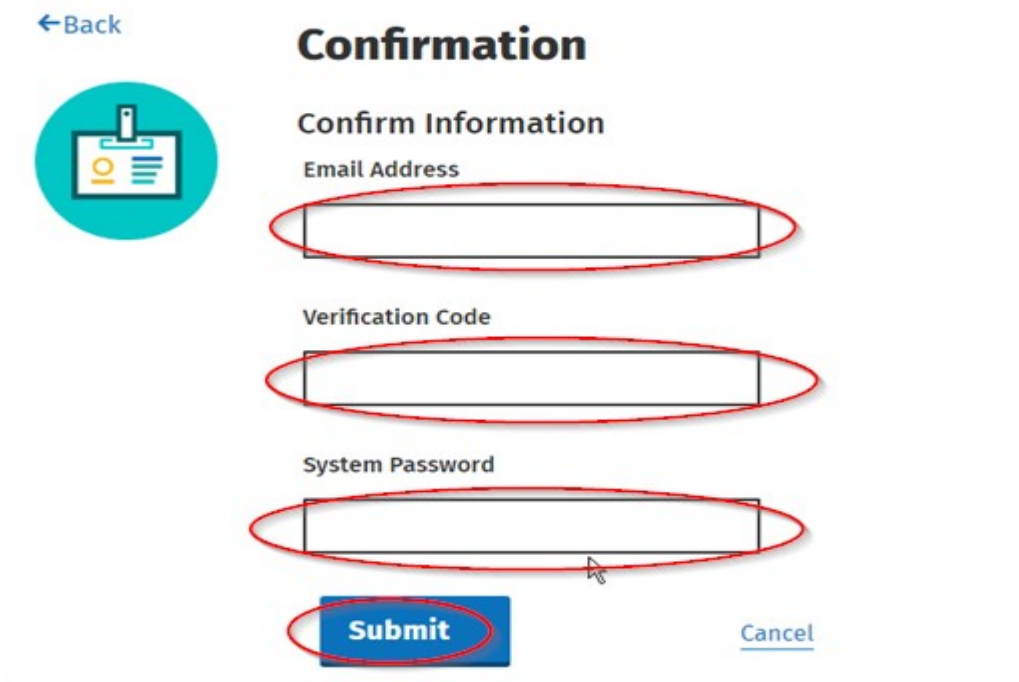 ←Back
Confirmation
Confirm Information
Email Address
Verification Code
System Password
Submit
Cancel